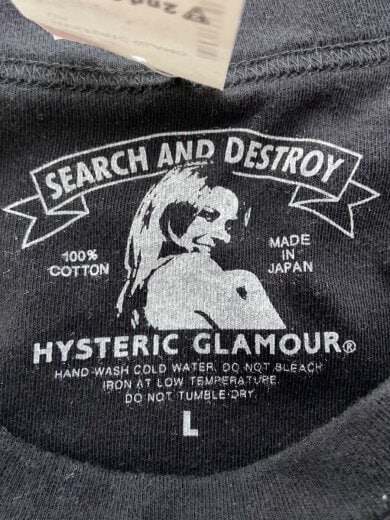 2nd
SEARCH AND DESTROY
100%
COTTON
MADE
IN
JAPAN
HYSTERIC GLAMOUR®
HAND-WASH COLD WATER. DO NOT BLEACH
IRON AT LOW TEMPERATURE.
DO NOT TUMBLE-DRY.
L